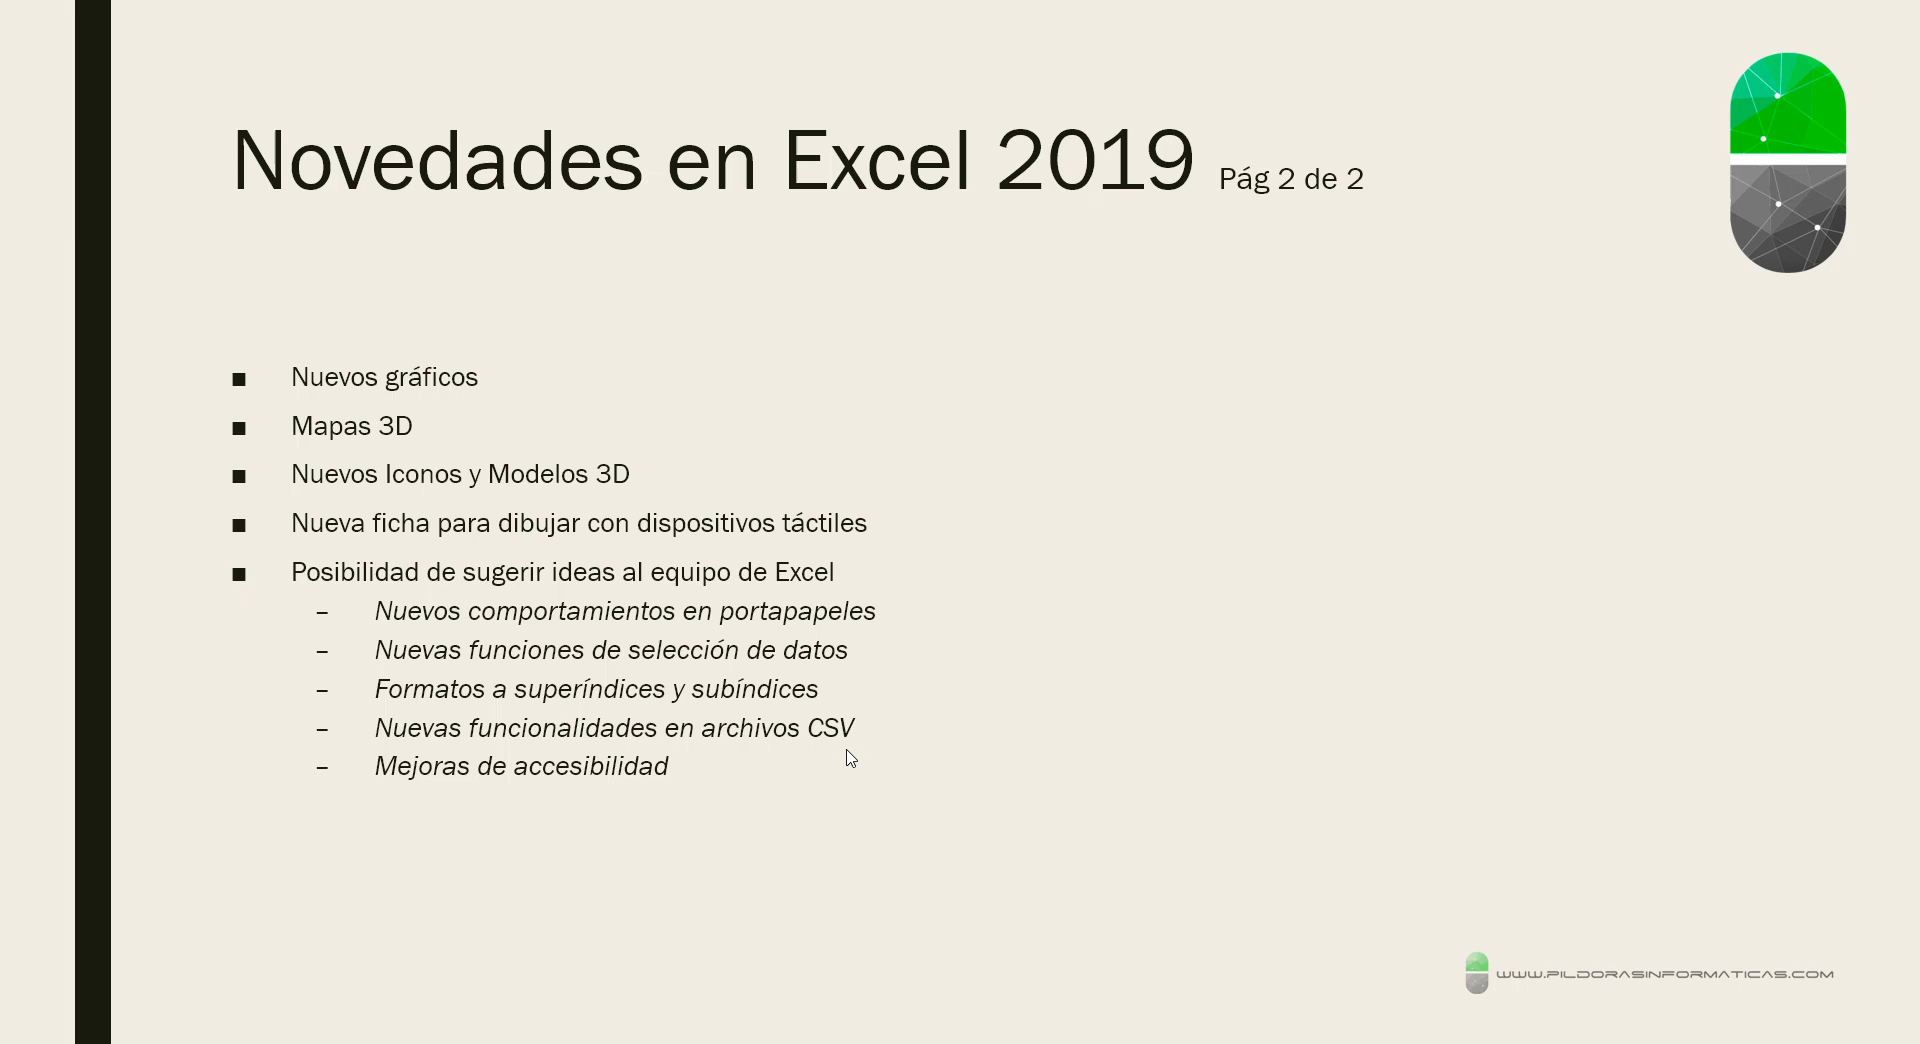 Novedades en Excel 2019 Pág 2 de 2
■ Nuevos gráficos
■ Mapas 3D
■ Nuevos Iconos y Modelos 3D
■ Nueva ficha para dibujar con dispositivos táctiles
■ Posibilidad de sugerir ideas al equipo de Excel
– Nuevos comportamientos en portapapeles
– Nuevas funciones de selección de datos
– Formatos a superíndices y subíndices
– Nuevas funcionalidades en archivos CSV
– Mejoras de accesibilidad
WWW.PILDORASINFORMATICAS.COM